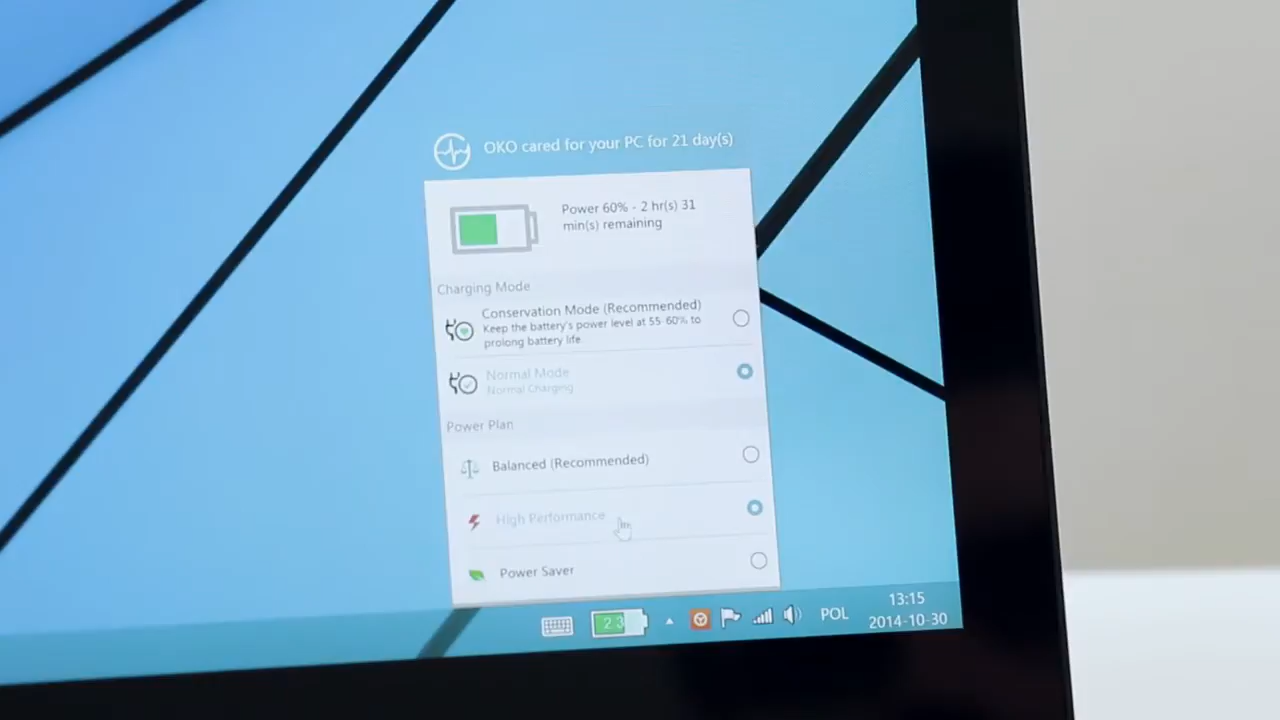 OKO cared for your PC for 21 day(s)
Power 60% - 2 hr(s) 31
min(s) remaining
Charging Mode
Conservation Mode (Recommended)
Keep the battery's power level at 55-60% to
prolong battery life.
Normal Mode
Normal Charging
Power Plan
Balanced (Recommended)
High Performance
Power Saver
2 3
POL
13:15
2014-10-30